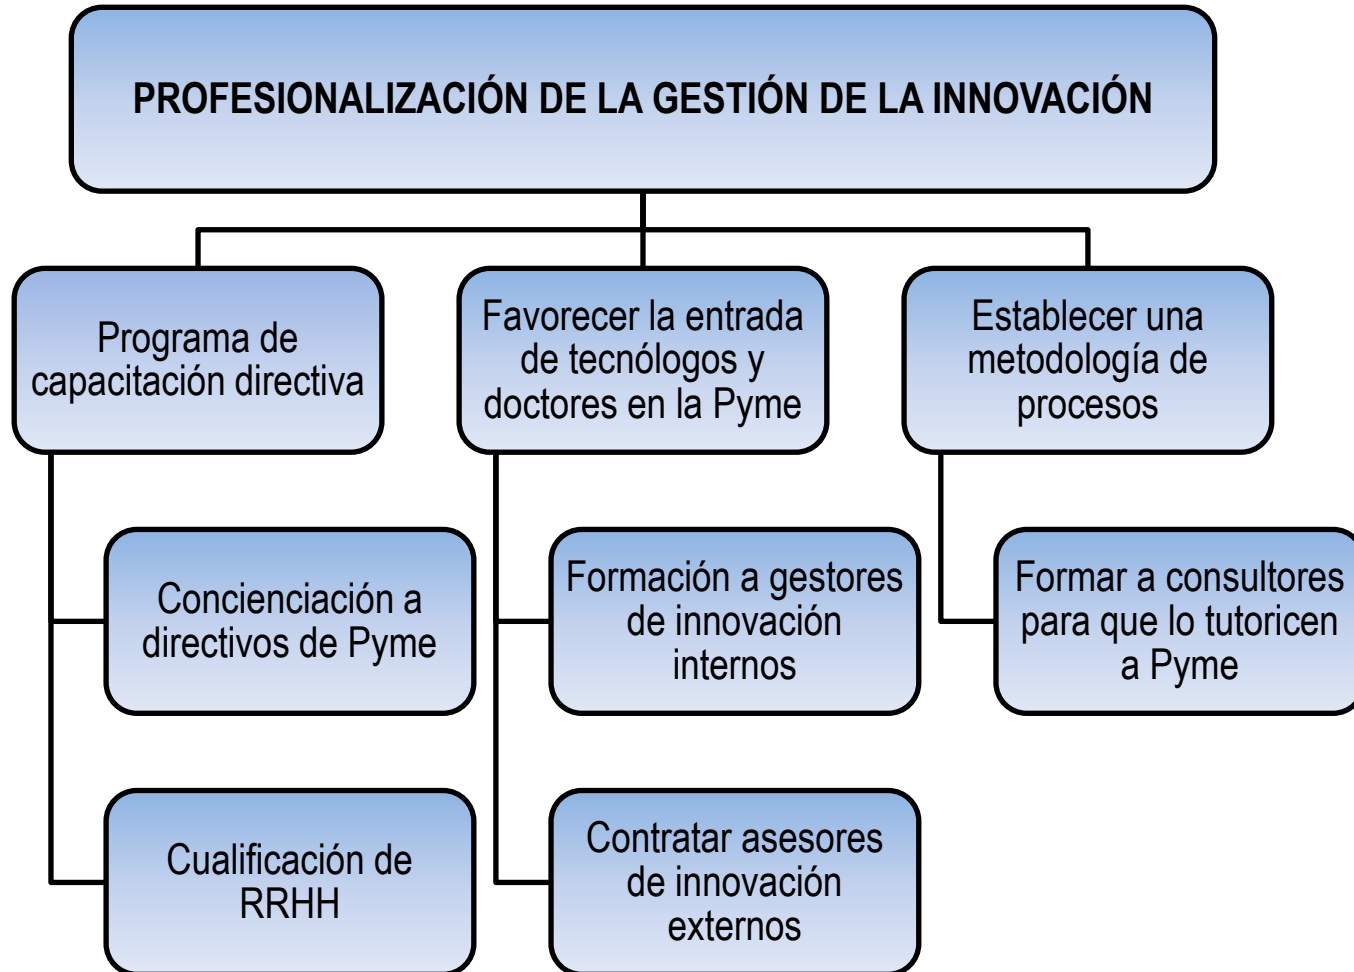 PROFESIONALIZACIÓN DE LA GESTIÓN DE LA INNOVACIÓN
Programa de
capacitación directiva
Favorecer la entrada
de tecnólogos y
doctores en la Pyme
Establecer una
metodología de
procesos
Concienciación a
directivos de Pyme
Formación a gestores
de innovación
internos
Formar a consultores
para que lo tutoricen
a Pyme
Cualificación de
RRHH
Contratar asesores
de innovación
externos